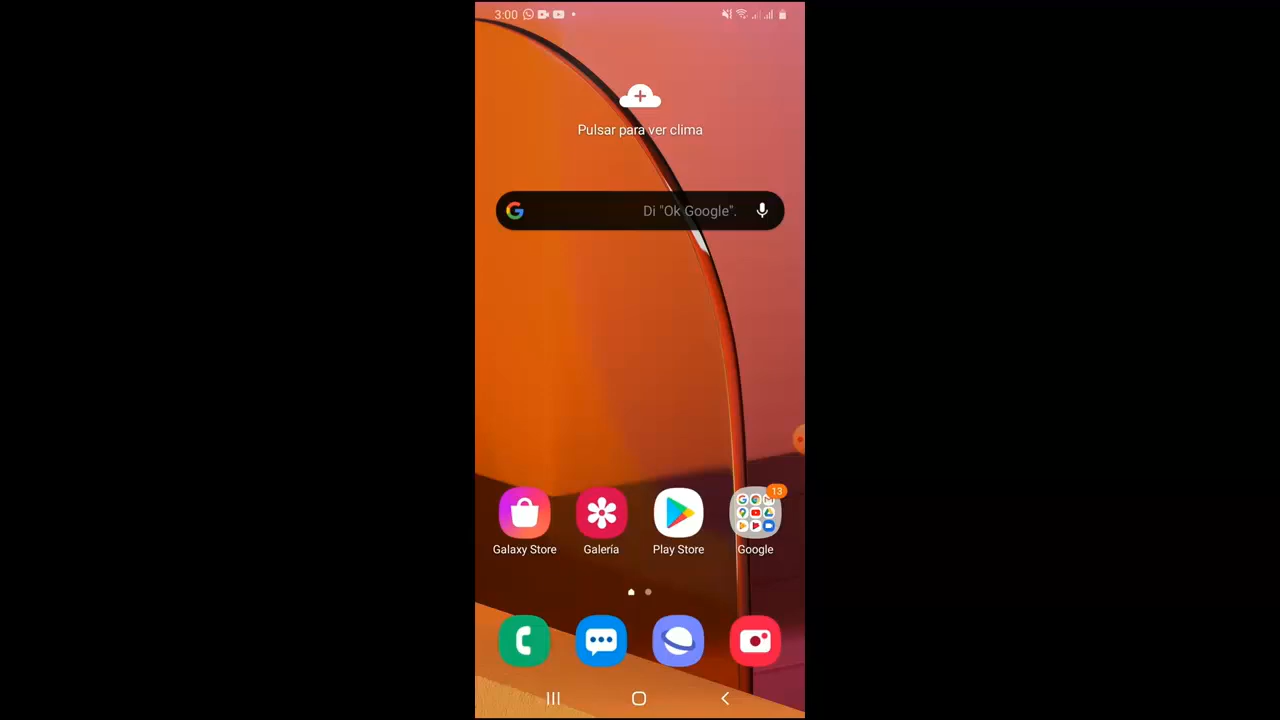 3:00
Pulsar para ver clima
Di "Ok Google".
13
Galaxy Store
Galería
Play Store
Google